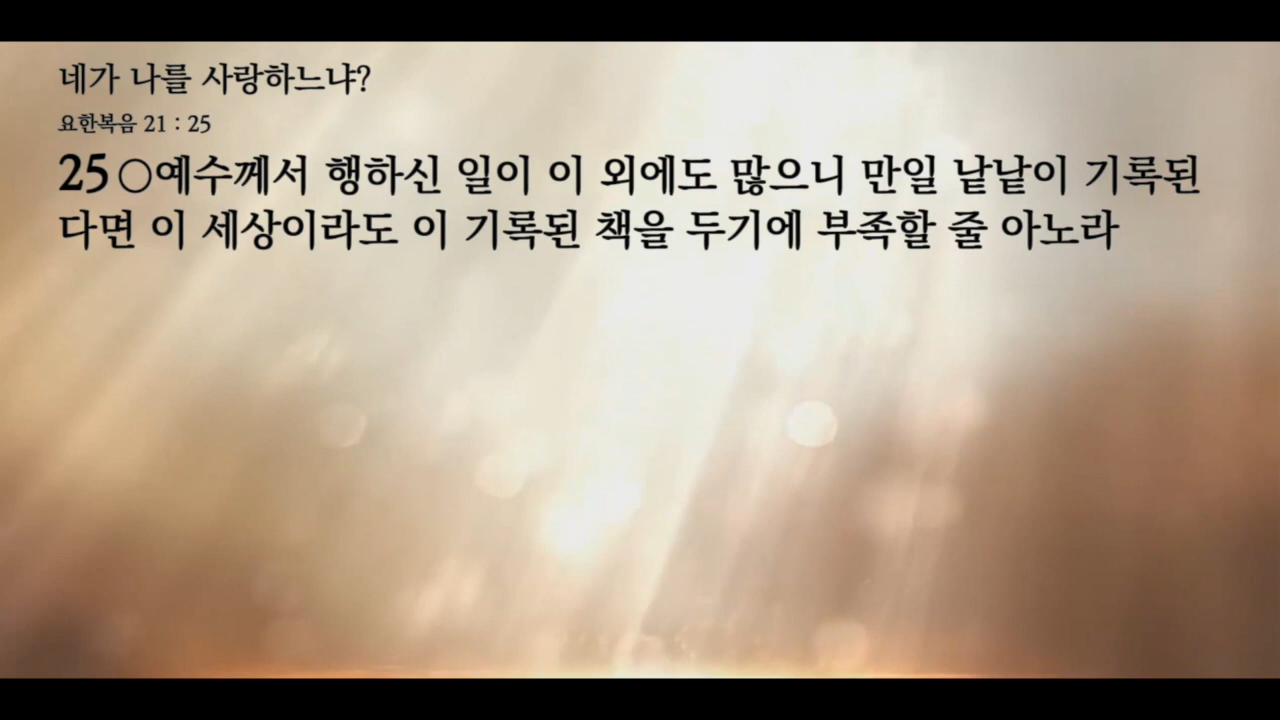 네가 나를 사랑하느냐?
요한복음 21 : 25
25 ○예수께서 행하신 일이 이 외에도 많으니 만일 낱낱이 기록된
다면 이 세상이라도 이 기록된 책을 두기에 부족할 줄 아노라